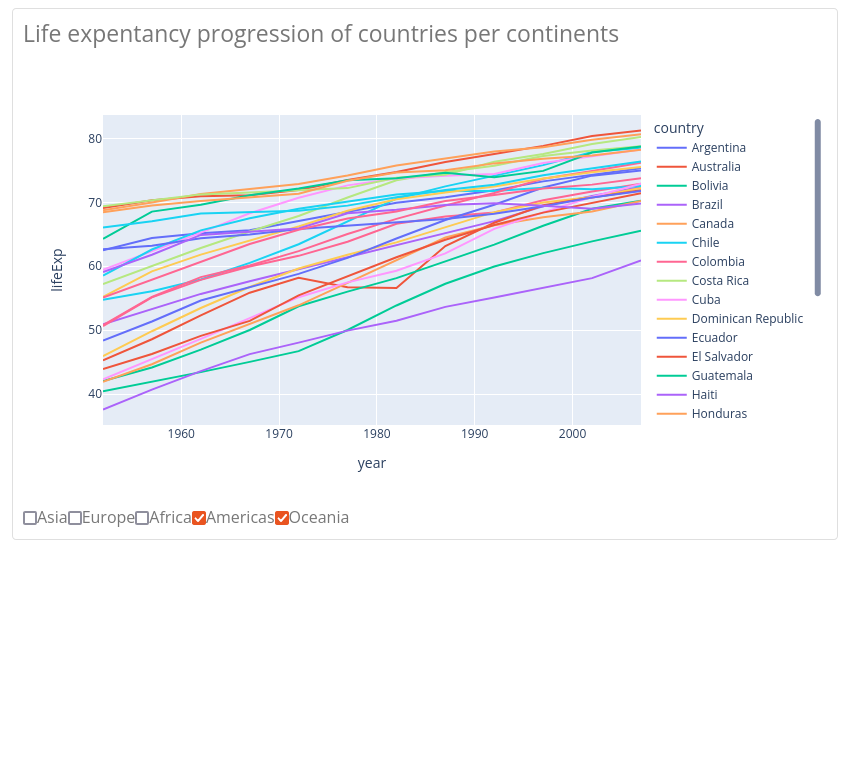 Life expentancy progression of countries per continents
country
Argentina
Australia
Bolivia
Brazil
Canada
Chile
Colombia
Costa Rica
Cuba
Dominican Republic
Ecuador
El Salvador
Guatemala
Haiti
Honduras
lifeExp
80
70
60
50
40
1960 1970 1980 1990 2000
year
Asia Europe Africa Americas Oceania